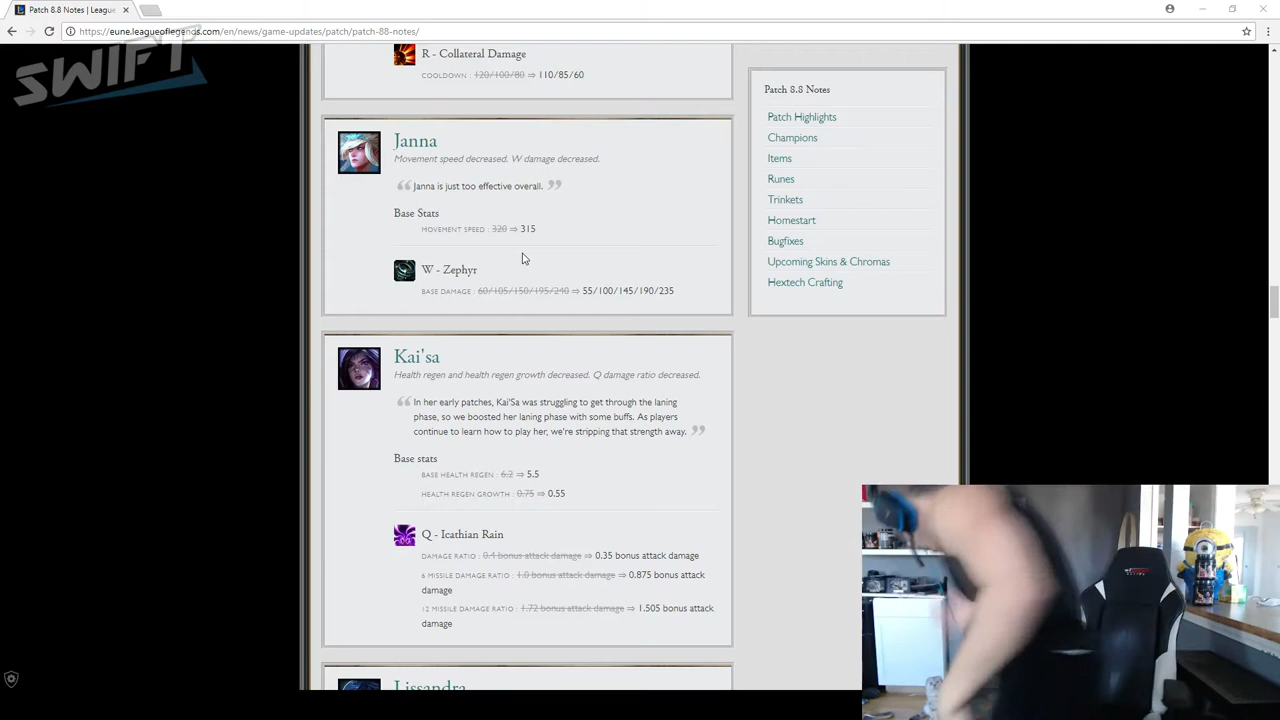 Patch 8.8 Notes | Leagu
https://eune.leagueoflegends.com/en/news/game-updates/patch/patch-88-notes/
SWIFT
R - Collateral Damage
COOLDOWN : 120/100/80 ⇒ 110/85/60
Janna
Movement speed decreased. W damage decreased.
Janna is just too effective overall.
Base Stats
MOVEMENT SPEED : 320 ⇒ 315
W - Zephyr
BASE DAMAGE : 60/105/150/195/240 ⇒ 55/100/145/190/235
Kai'sa
Health regen and health regen growth decreased. Q damage ratio decreased.
In her early patches, Kai'Sa was struggling to get through the laning
phase, so we boosted her laning phase with some buffs. As players
continue to learn how to play her, we're stripping that strength away.
Base stats
BASE HEALTH REGEN : 6.2 ⇒ 5.5
HEALTH REGEN GROWTH : 0.75 ⇒ 0.55
Q - Icathian Rain
DAMAGE RATIO : 0.4 bonus attack damage ⇒ 0.35 bonus attack damage
6 MISSILE DAMAGE RATIO : 1.0 bonus attack damage ⇒ 0.875 bonus attack
damage
12 MISSILE DAMAGE RATIO : 1.72 bonus attack damage ⇒ 1.505 bonus attack
damage
Lissandra
Patch 8.8 Notes
Patch Highlights
Champions
Items
Runes
Trinkets
Homestart
Bugfixes
Upcoming Skins & Chromas
Hextech Crafting